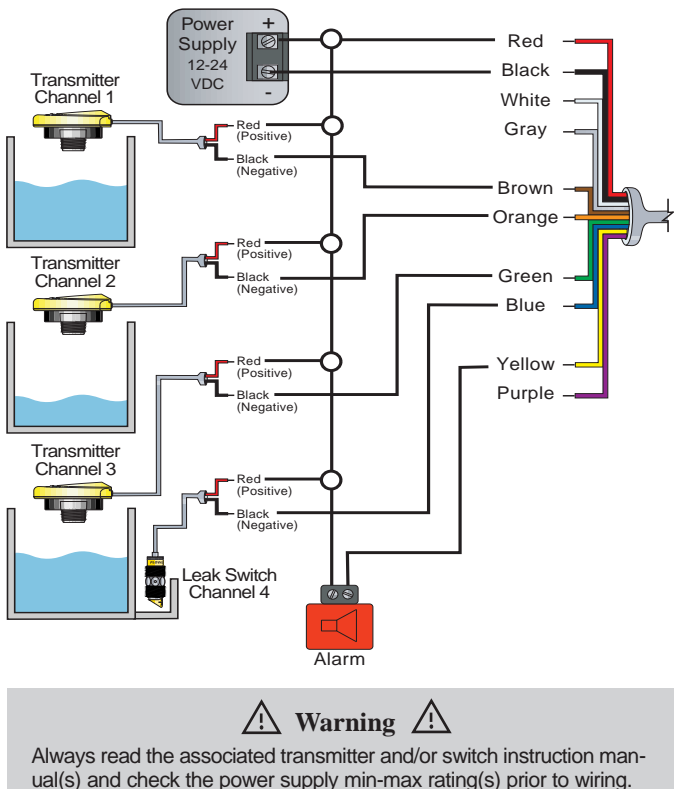 Power
Supply
12-24
VDC
+
-
Red
Black
White
Gray
Brown
Orange
Green
Blue
Yellow
Purple
Transmitter
Channel 1
Red
(Positive)
Black
(Negative)
Transmitter
Channel 2
Red
(Positive)
Black
(Negative)
Transmitter
Channel 3
Red
(Positive)
Black
(Negative)
Leak Switch
Channel 4
Red
(Positive)
Black
(Negative)
Alarm
Warning
Always read the associated transmitter and/or switch instruction man-
ual(s) and check the power supply min-max rating(s) prior to wiring.